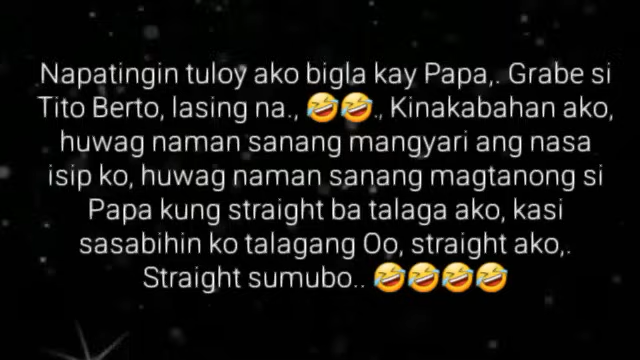 Napatingin tuloy ako bigla kay Papa,. Grabe si
Tito Berto, lasing na., 🤣🤣., Kinakabahan ako,
huwag naman sanang mangyari ang nasa
isip ko, huwag naman sanang magtanong si
Papa kung straight ba talaga ako, kasi
sasabihin ko talagang Oo, straight ako,.
Straight sumubo.. 🤣🤣🤣🤣